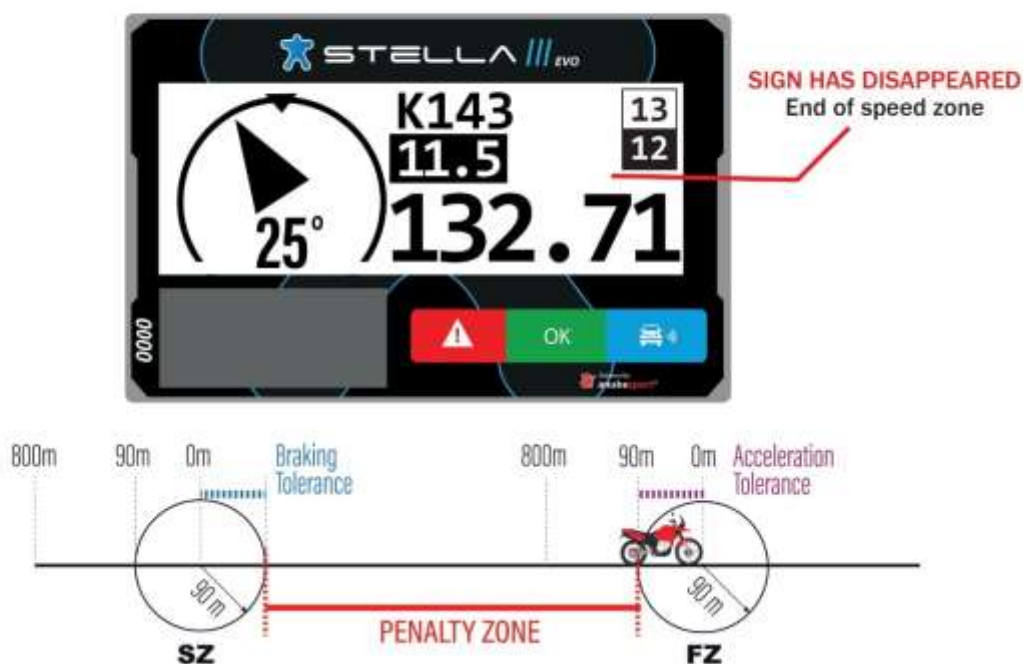 STELLA III EVO
SIGN HAS DISAPPEARED
End of speed zone
K143
13
11.5
12
132.71
25°
0000
OK
800m 90m 0m Braking Tolerance 800m 90m 0m Acceleration Tolerance
90 m
90 m
PENALTY ZONE
SZ
FZ